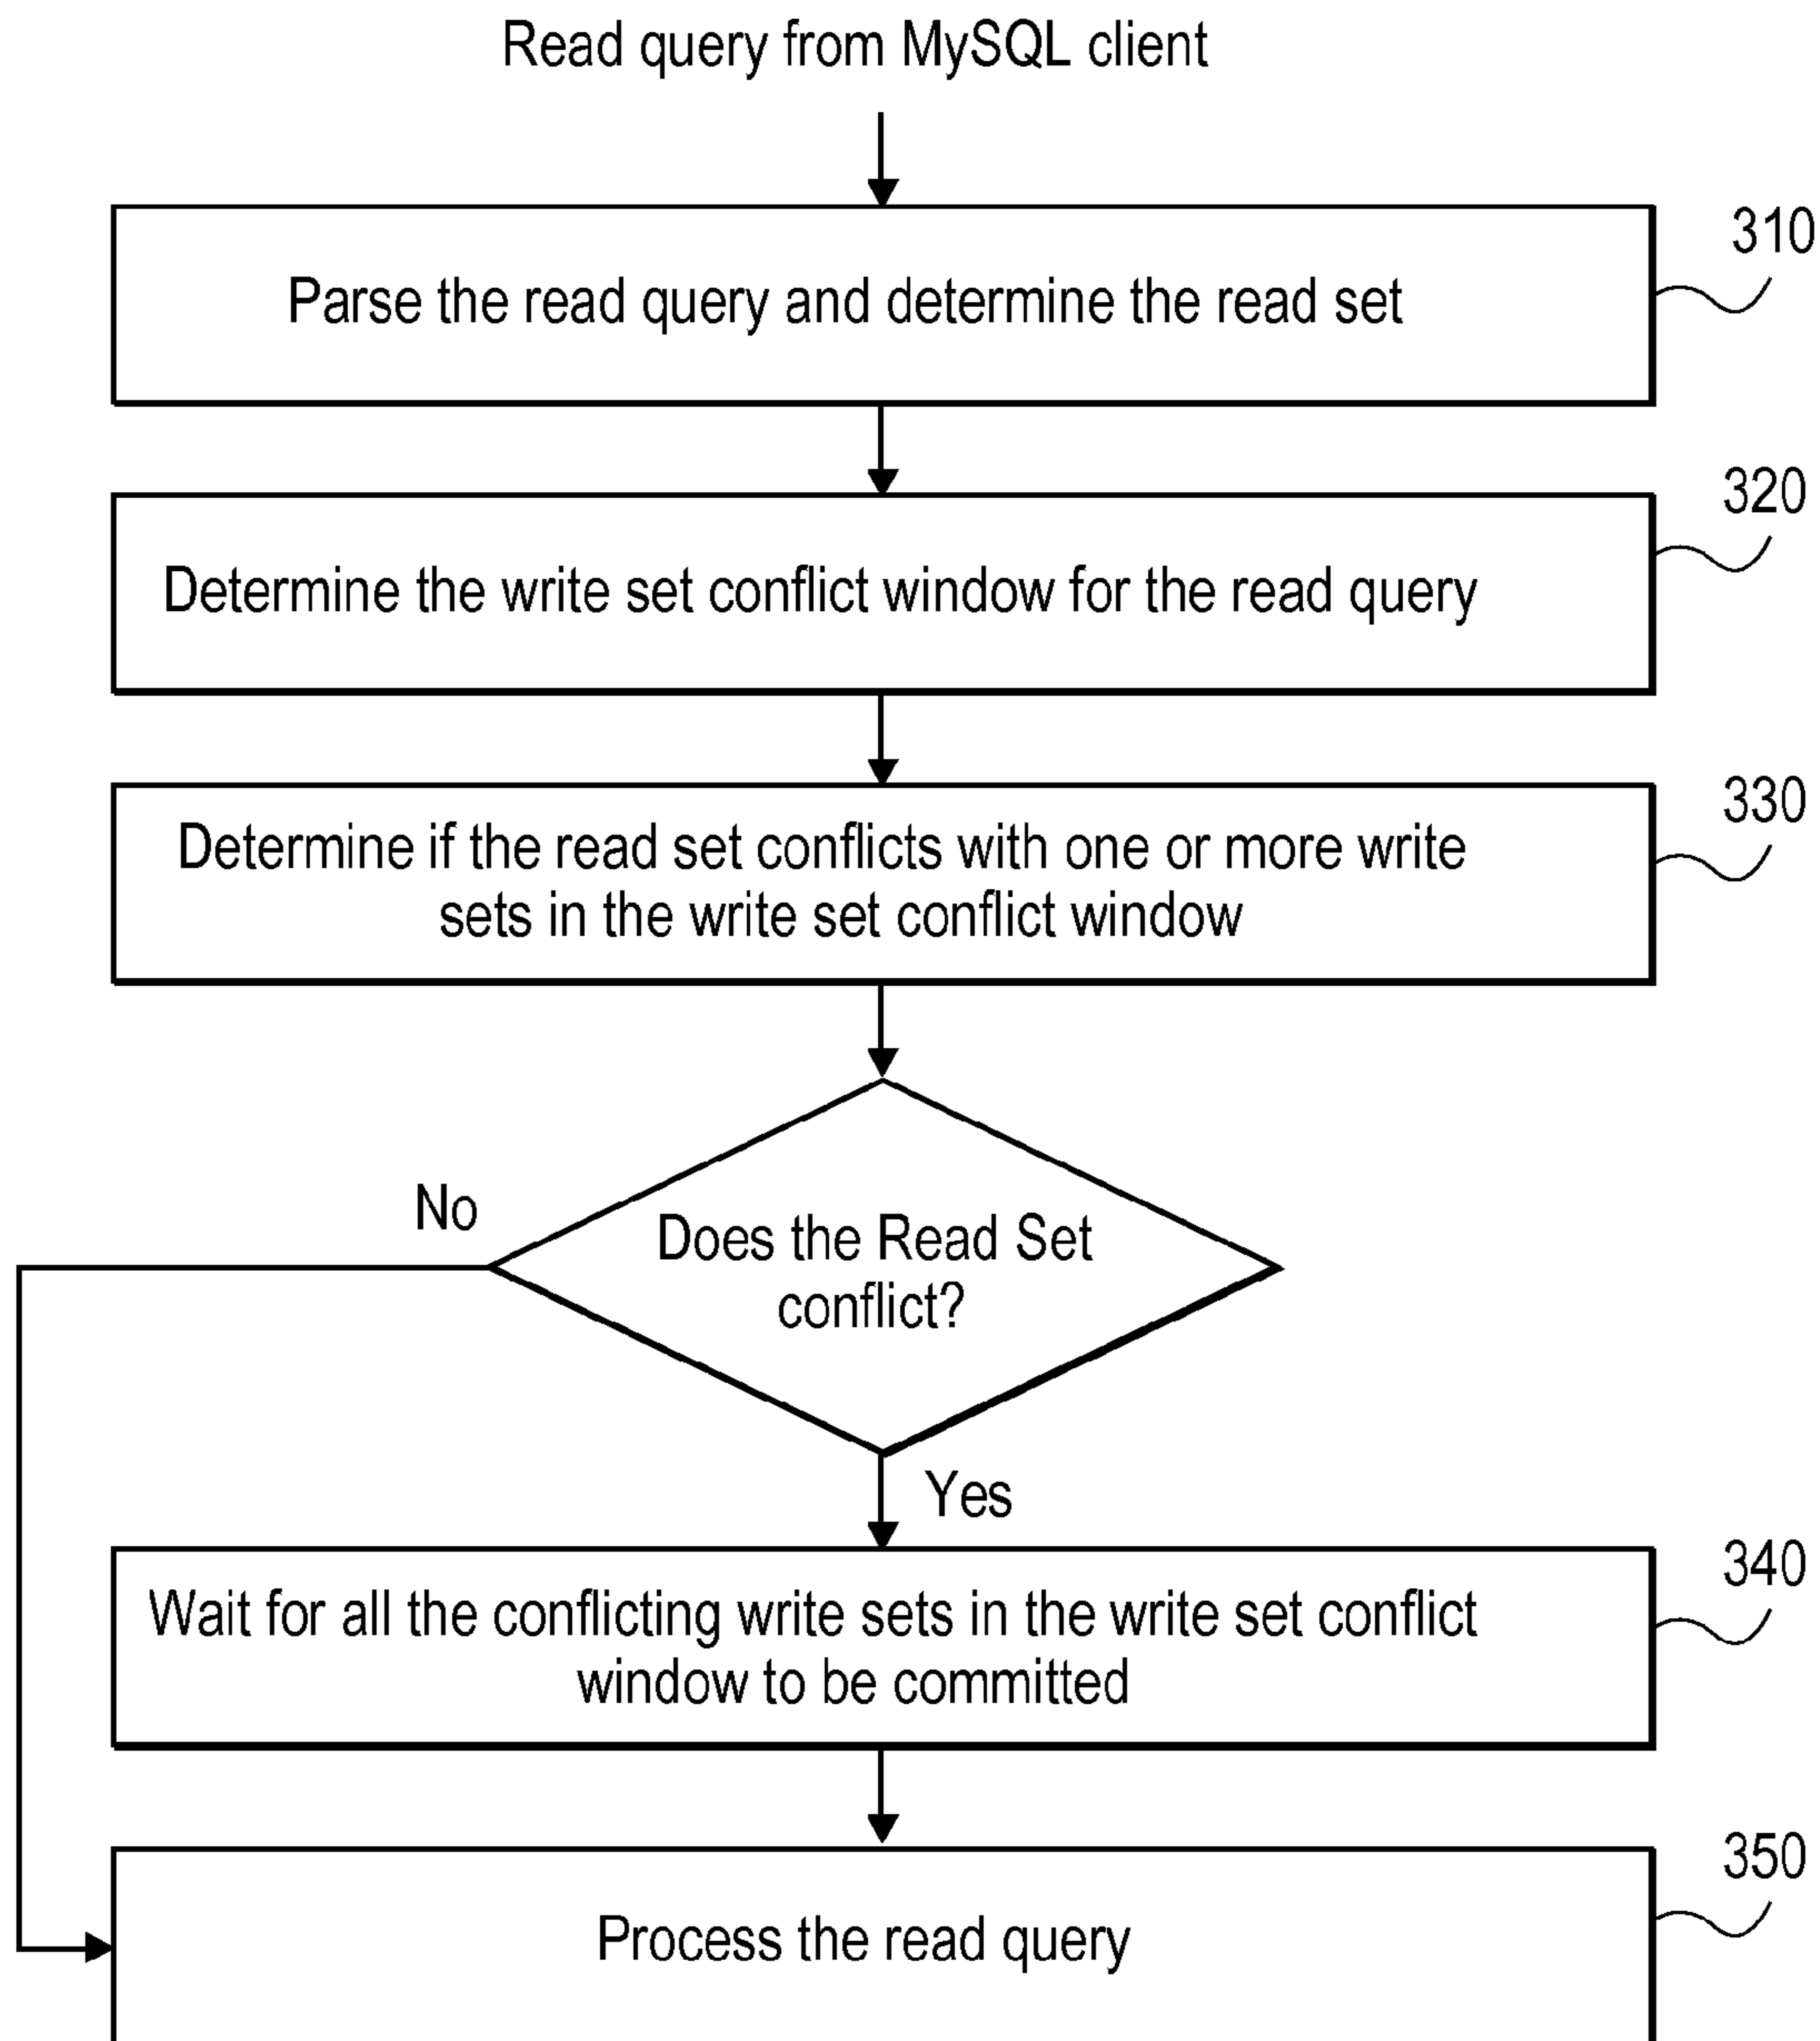 Read query from MySQL client
310
Parse the read query and determine the read set
320
Determine the write set conflict window for the read query
330
Determine if the read set conflicts with one or more write
sets in the write set conflict window
No
Does the Read Set
conflict?
Yes
340
Wait for all the conflicting write sets in the write set conflict
window to be committed
350
Process the read query